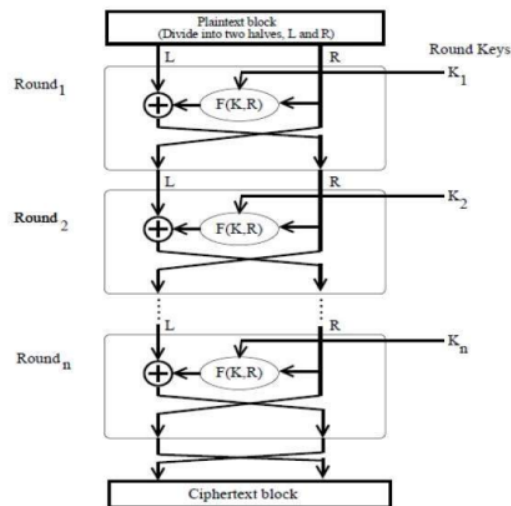 Plaintext block
(Divide into two halves, L and R)
L R Round Keys
Round1 F(K,R) K1
L R
Round2 F(K,R) K2
L R
Roundn F(K,R) Kn
Ciphertext block